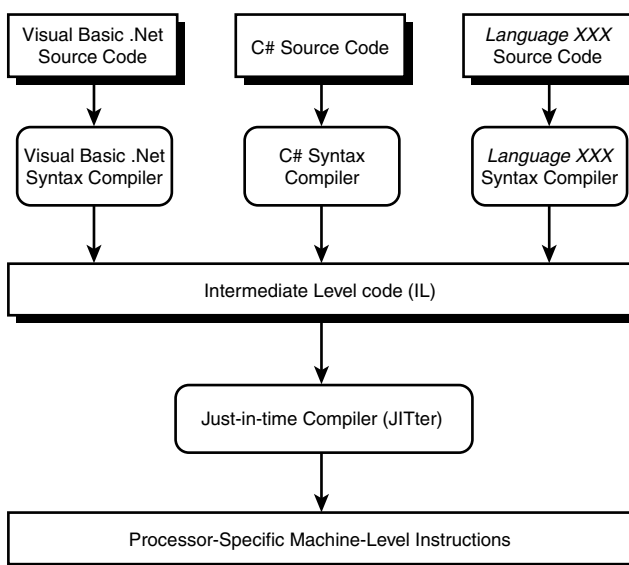 Visual Basic .Net
Source Code
C# Source Code
Language XXX
Source Code
Visual Basic .Net
Syntax Compiler
C# Syntax
Compiler
Language XXX
Syntax Compiler
Intermediate Level code (IL)
Just-in-time Compiler (JITter)
Processor-Specific Machine-Level Instructions